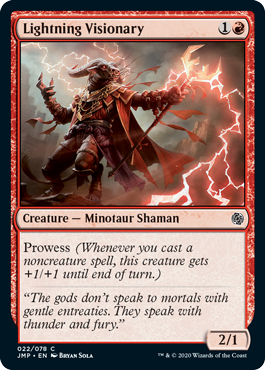 Lightning Visionary 1
Creature — Minotaur Shaman
Prowess (Whenever you cast a
noncreature spell, this creature gets
+1/+1 until end of turn.)
“The gods don’t speak to mortals with
gentle entreaties. They speak with
thunder and fury.”
2/1
022/078 C
JMP • EN BRYAN SOLA
™ & © 2020 Wizards of the Coast